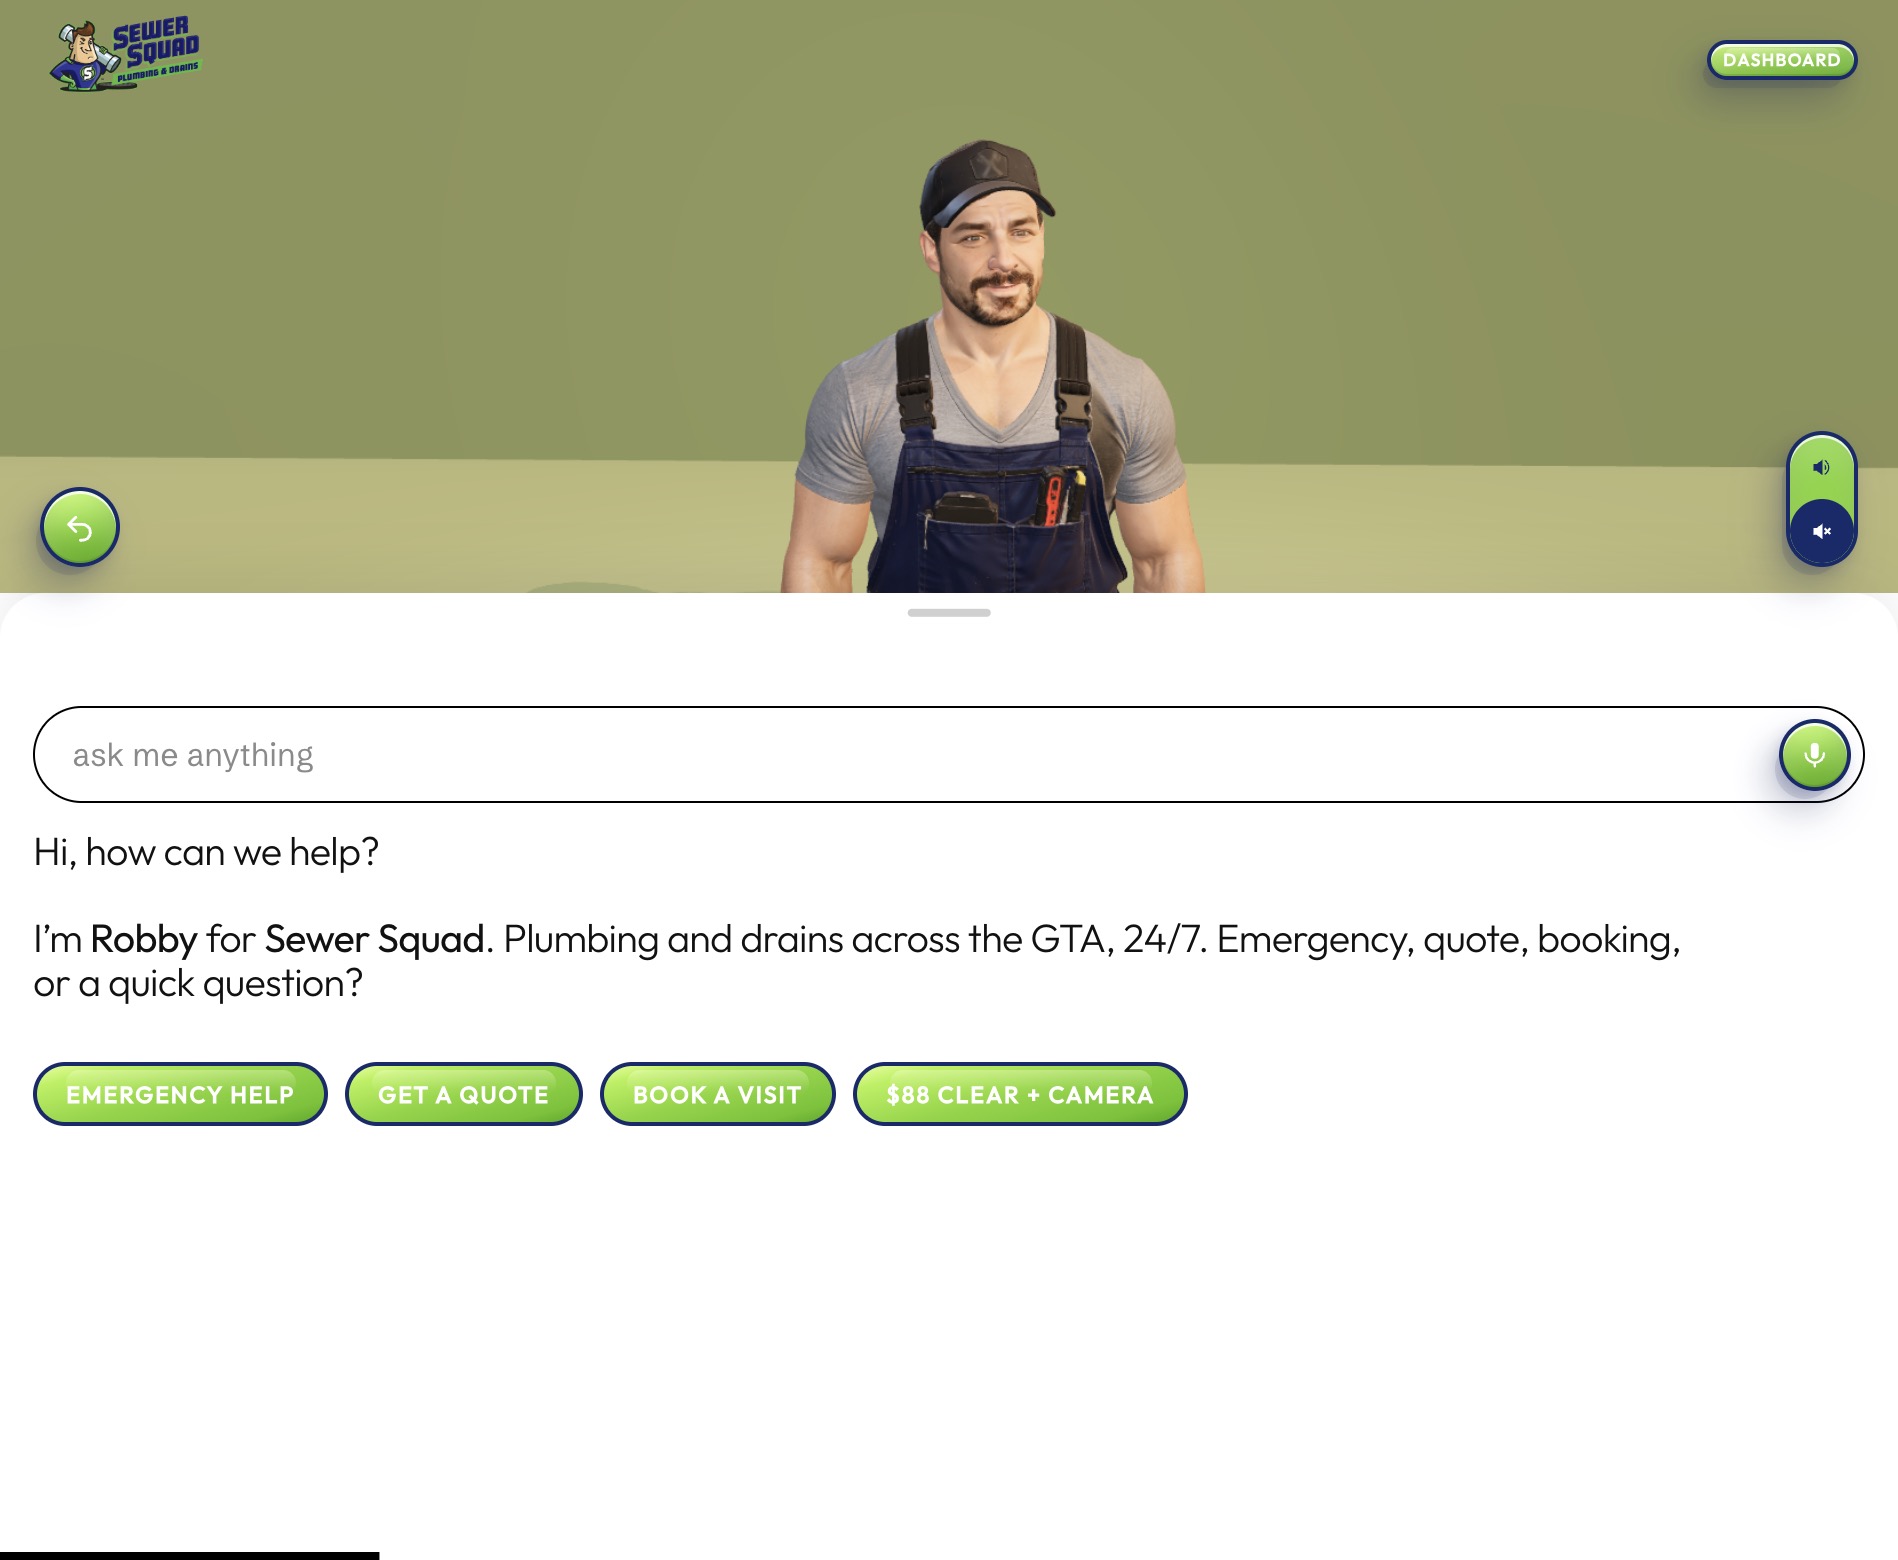 SEWER
SQUAD
PLUMBING & DRAINS
DASHBOARD
ask me anything
Hi, how can we help?
I’m Robby for Sewer Squad. Plumbing and drains across the GTA, 24/7. Emergency, quote, booking,
or a quick question?
EMERGENCY HELP
GET A QUOTE
BOOK A VISIT
$88 CLEAR + CAMERA